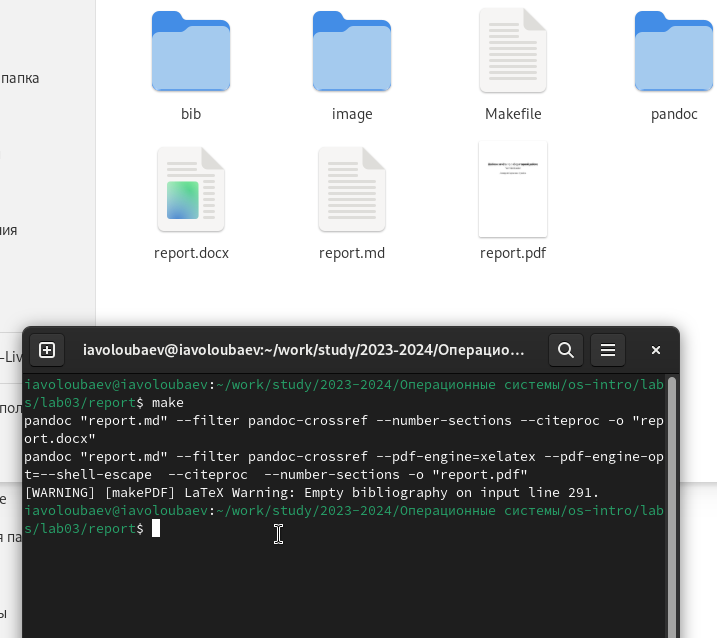 папка
ния
-Liv
пол
е
я па
ы
bib
image
Makefile
pandoc
report.docx
report.md
report.pdf
iavoloubaev@iavoloubaev:~/work/study/2023-2024/Операцио...
iavoloubaev@iavoloubaev:~/work/study/2023-2024/Операционные системы/os-intro/lab
s/lab03/report$ make
pandoc "report.md" --filter pandoc-crossref --number-sections --citeproc -o "rep
ort.docx"
pandoc "report.md" --filter pandoc-crossref --pdf-engine=xelatex --pdf-engine-op
t=--shell-escape  --citeproc  --number-sections -o "report.pdf"
[WARNING] [makePDF] LaTeX Warning: Empty bibliography on input line 291.
iavoloubaev@iavoloubaev:~/work/study/2023-2024/Операционные системы/os-intro/lab
s/lab03/report$